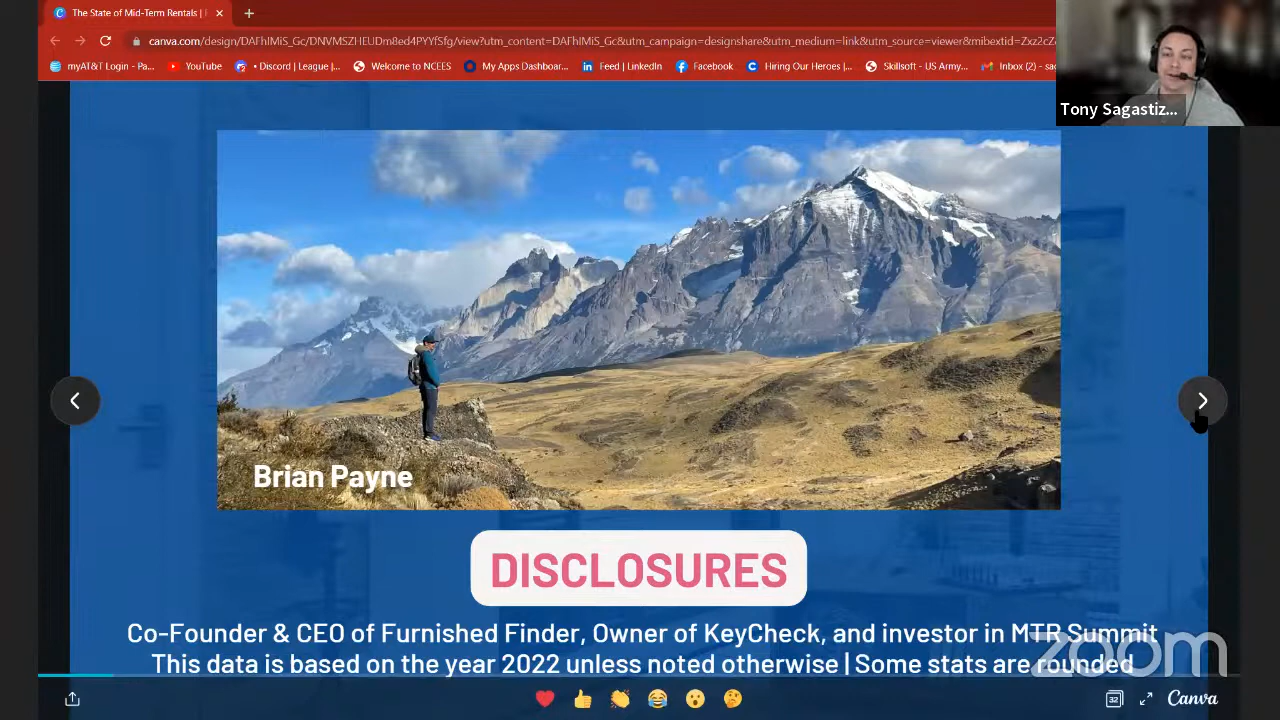 The State of Mid-Term Rentals |
canva.com/design/DAFhIMiS_Gc/DNVMSZHEUDm8ed4PYYfSfg/view?utm_content=DAFhIMiS_Gc&utm_campaign=designshare&utm_medium=link&utm_source=viewer&mibextid=Zxz2cZ
myAT&T Login - Pa... YouTube • Discord | League |... Welcome to NCEES My Apps Dashboar... Feed | LinkedIn Facebook Hiring Our Heroes |... Skillsoft - US Army... Inbox (2) - sac
Tony Sagastiz...
Brian Payne
DISCLOSURES
Co-Founder & CEO of Furnished Finder, Owner of KeyCheck, and investor in MTR Summit
This data is based on the year 2022 unless noted otherwise | Some stats are rounded
zoom
32
Canva